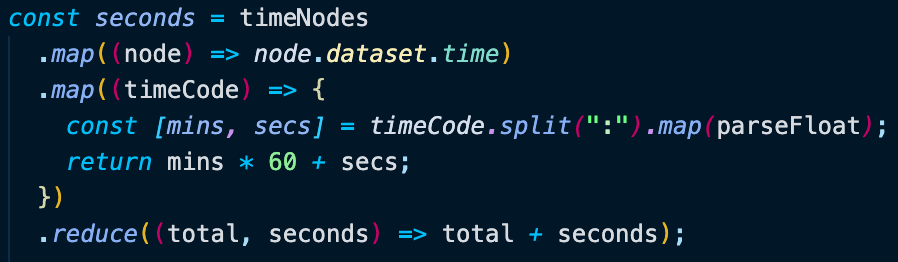 const seconds = timeNodes
  .map((node) => node.dataset.time)
  .map((timeCode) => {
    const [mins, secs] = timeCode.split(":").map(parseFloat);
    return mins * 60 + secs;
  })
  .reduce((total, seconds) => total + seconds);